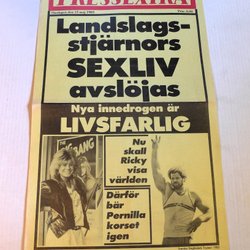 PRESSEXTRA
Landslags-
stjärnors
SEXLIV
avslöjas
Nya innedrogen är
LIVSFARLIG
BANG
Nu
skall
Ricky
visa
världen
Därför
bär
Pernilla
korset
igen